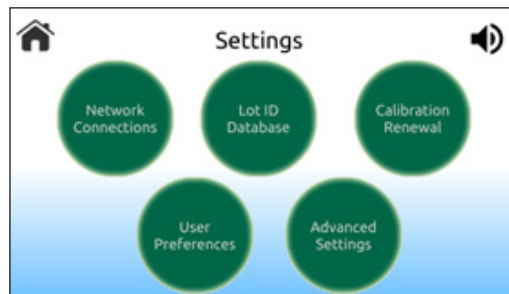 Settings
Network
Connections
Lot ID
Database
Calibration
Renewal
User
Preferences
Advanced
Settings